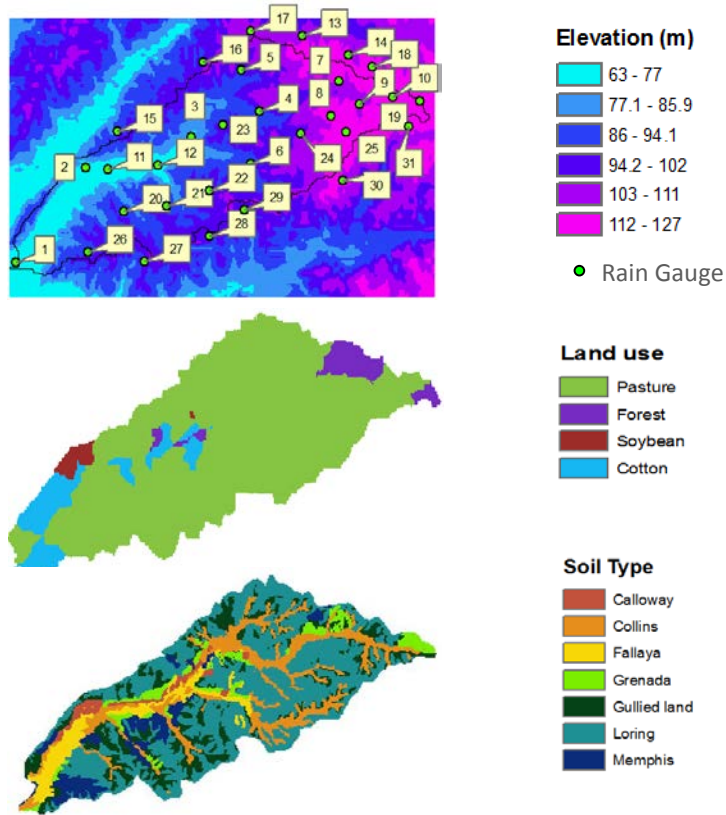 17
13
16
5
7
14
18
8
9
10
15
3
4
23
19
2
11
12
6
24
25
31
20
21
22
29
30
1
26
27
28
Elevation (m)
63 - 77
77.1 - 85.9
86 - 94.1
94.2 - 102
103 - 111
112 - 127
Rain Gauge
Land use
Pasture
Forest
Soybean
Cotton
Soil Type
Calloway
Collins
Fallaya
Grenada
Gullied land
Loring
Memphis